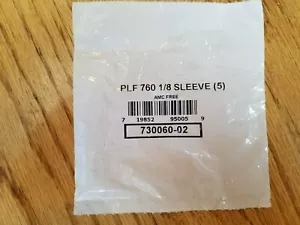 PLF 760 1/8 SLEEVE (5)
AMC FREE
7 19852 95005 9
730060-02